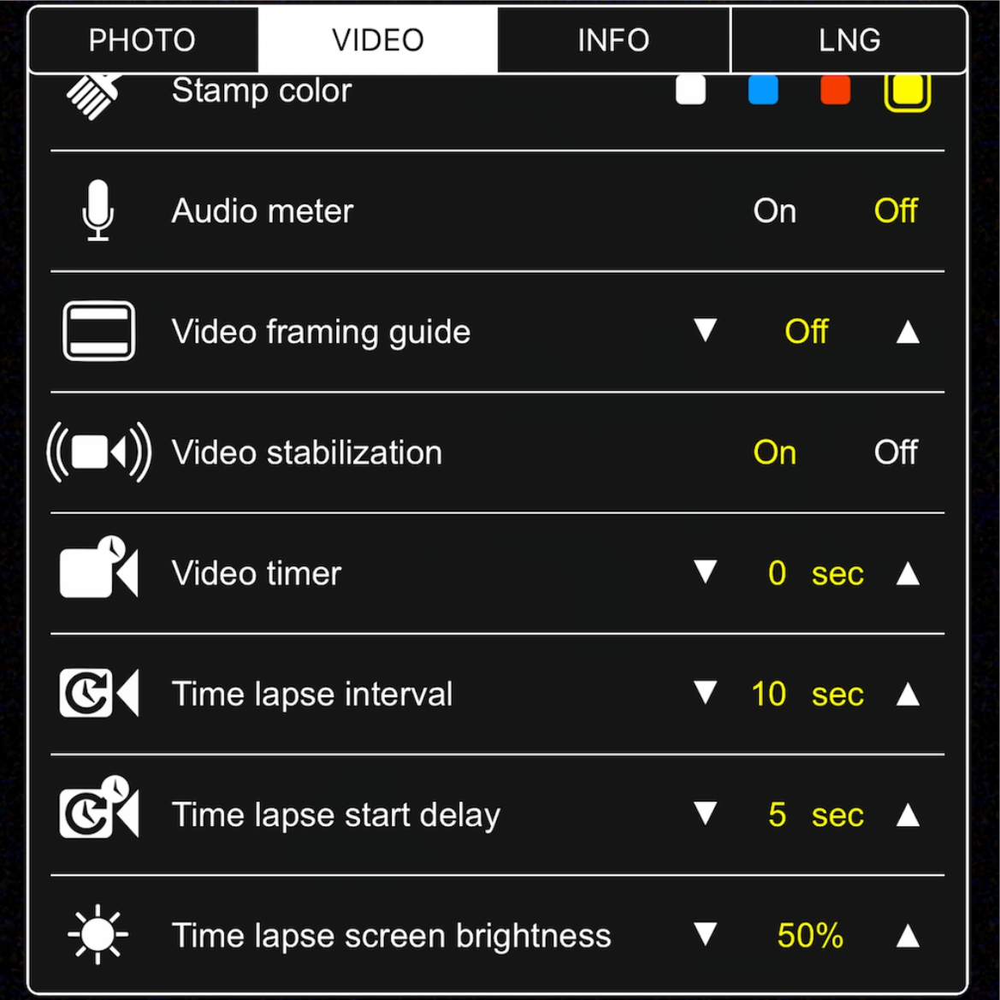 PHOTO VIDEO INFO LNG
Stamp color
Audio meter On Off
Video framing guide ▼ Off ▲
Video stabilization On Off
Video timer ▼ 0 sec ▲
Time lapse interval ▼ 10 sec ▲
Time lapse start delay ▼ 5 sec ▲
Time lapse screen brightness ▼ 50% ▲